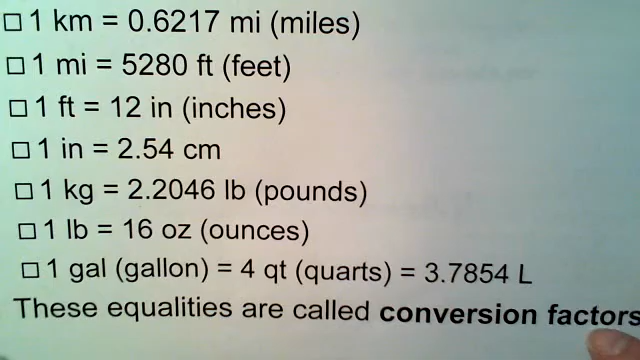 □ 1 km = 0.6217 mi (miles)
□ 1 mi = 5280 ft (feet)
□ 1 ft = 12 in (inches)
□ 1 in = 2.54 cm
□ 1 kg = 2.2046 lb (pounds)
□ 1 lb = 16 oz (ounces)
□ 1 gal (gallon) = 4 qt (quarts) = 3.7854 L
These equalities are called conversion factors